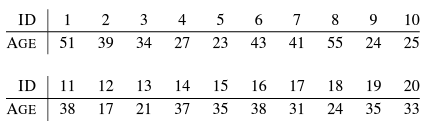 ID 1 2 3 4 5 6 7 8 9 10
AGE 51 39 34 27 23 43 41 55 24 25
ID 11 12 13 14 15 16 17 18 19 20
AGE 38 17 21 37 35 38 31 24 35 33